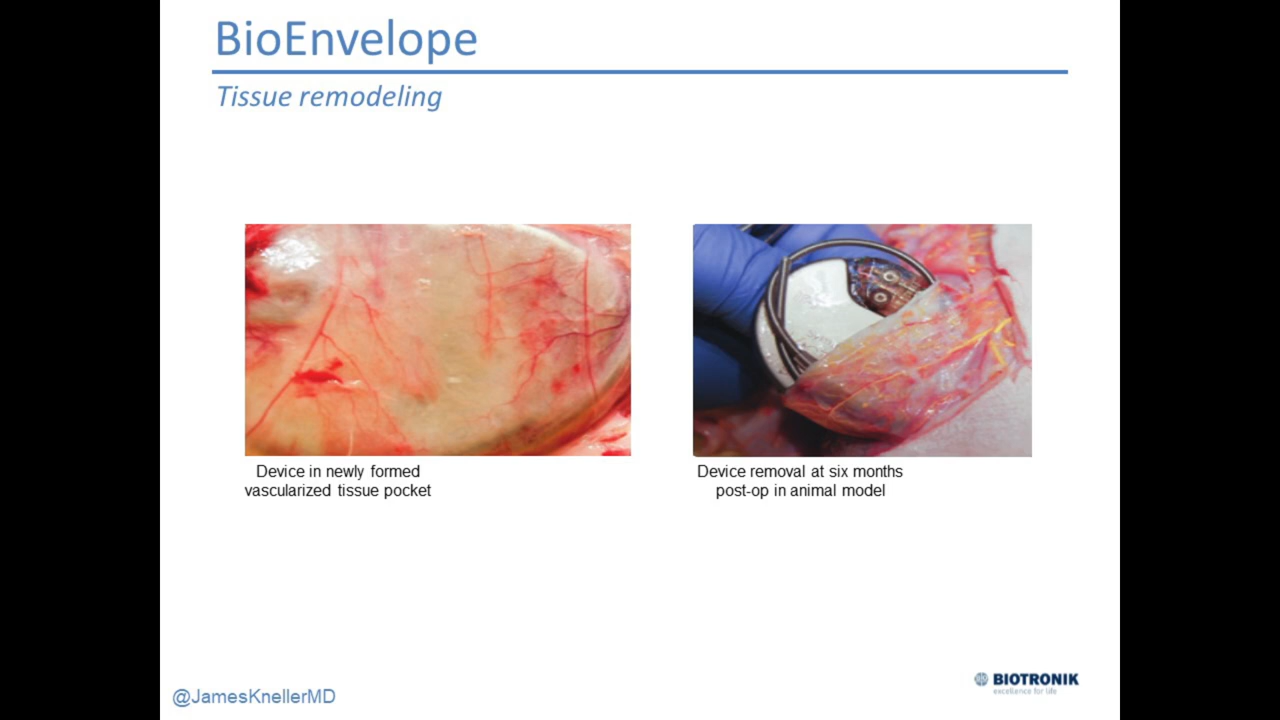 BioEnvelope
Tissue remodeling
Device in newly formed
vascularized tissue pocket
Device removal at six months
post-op in animal model
@JamesKnellerMD
BIOTRONIK
excellence for life